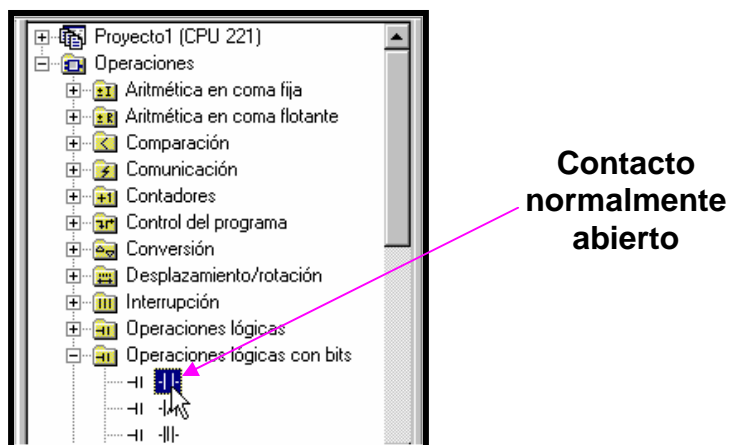 Proyecto1 (CPU 221)
Operaciones
Aritmética en coma fija
Aritmética en coma flotante
Comparación
Comunicación
Contadores
Control del programa
Conversión
Desplazamiento/rotación
Interrupción
Operaciones lógicas
Operaciones lógicas con bits
Contacto
normalmente
abierto